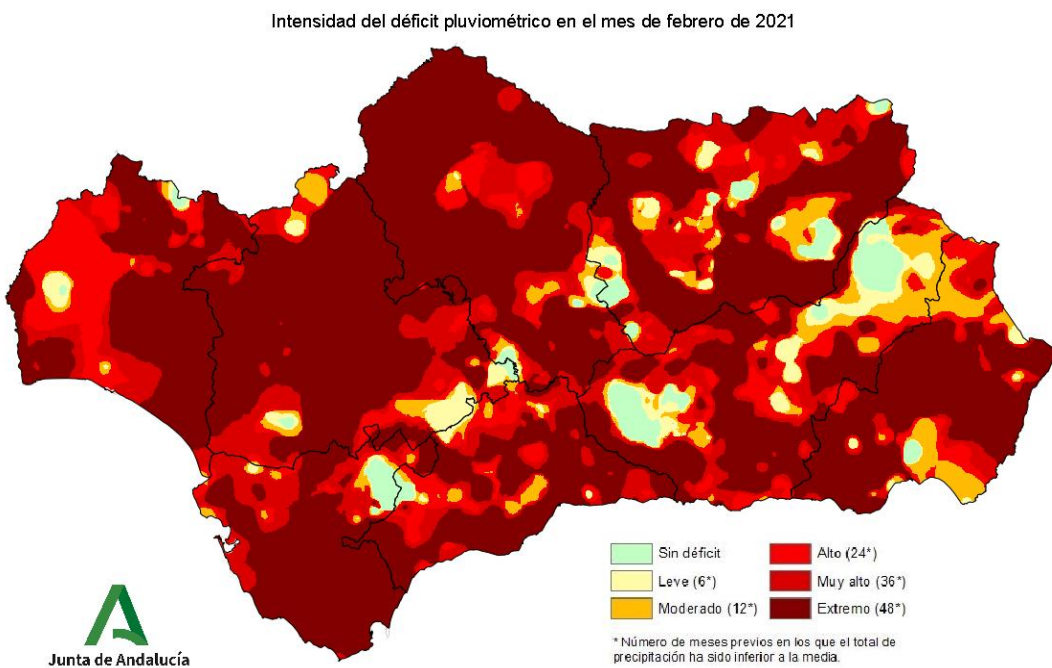 Intensidad del déficit pluviométrico en el mes de febrero de 2021
Sin déficit
Alto (24*)
Leve (6*)
Muy alto (36*)
Moderado (12*)
Extremo (48*)
* Número de meses previos en los que el total de
precipitación ha sido inferior a la media.
Junta de Andalucía